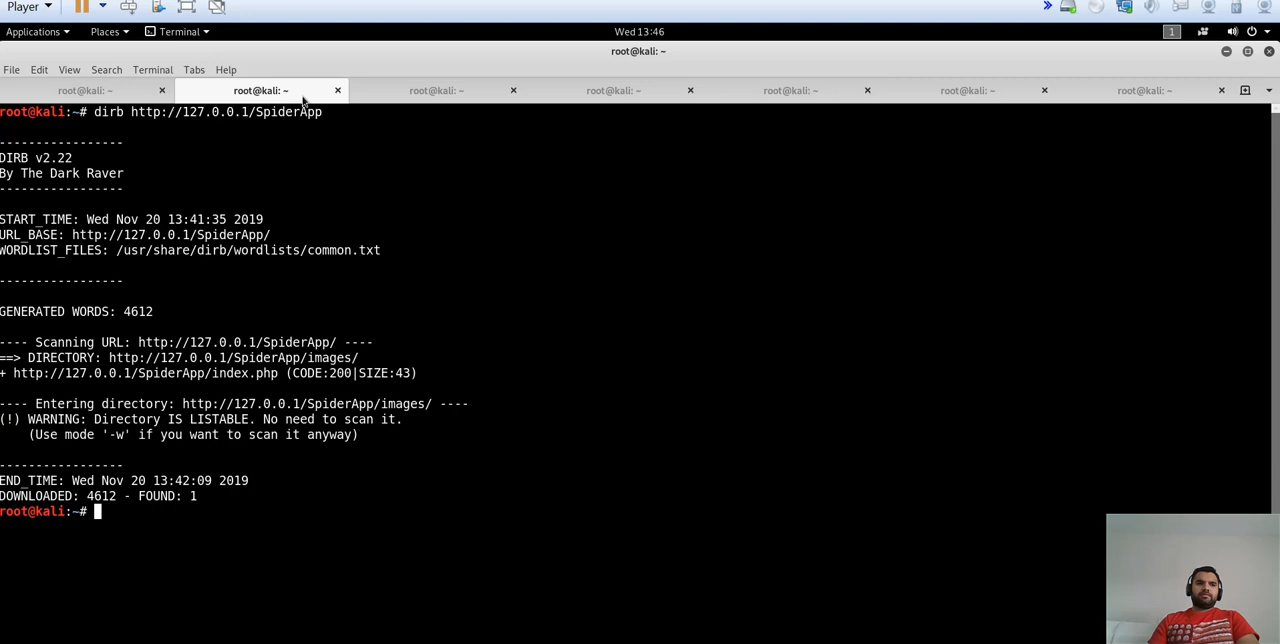 Player
Applications Places Terminal Wed 13:46 1
root@kali: ~
File Edit View Search Terminal Tabs Help
root@kali: ~ root@kali: ~ root@kali: ~ root@kali: ~ root@kali: ~ root@kali: ~ root@kali: ~
root@kali:~# dirb http://127.0.0.1/SpiderApp
-----------------
DIRB v2.22
By The Dark Raver
-----------------
START_TIME: Wed Nov 20 13:41:35 2019
URL_BASE: http://127.0.0.1/SpiderApp/
WORDLIST_FILES: /usr/share/dirb/wordlists/common.txt
-----------------
GENERATED WORDS: 4612
---- Scanning URL: http://127.0.0.1/SpiderApp/ ----
==> DIRECTORY: http://127.0.0.1/SpiderApp/images/
+ http://127.0.0.1/SpiderApp/index.php (CODE:200|SIZE:43)
---- Entering directory: http://127.0.0.1/SpiderApp/images/ ----
(!) WARNING: Directory IS LISTABLE. No need to scan it.
(Use mode '-w' if you want to scan it anyway)
-----------------
END_TIME: Wed Nov 20 13:42:09 2019
DOWNLOADED: 4612 - FOUND: 1
root@kali:~#